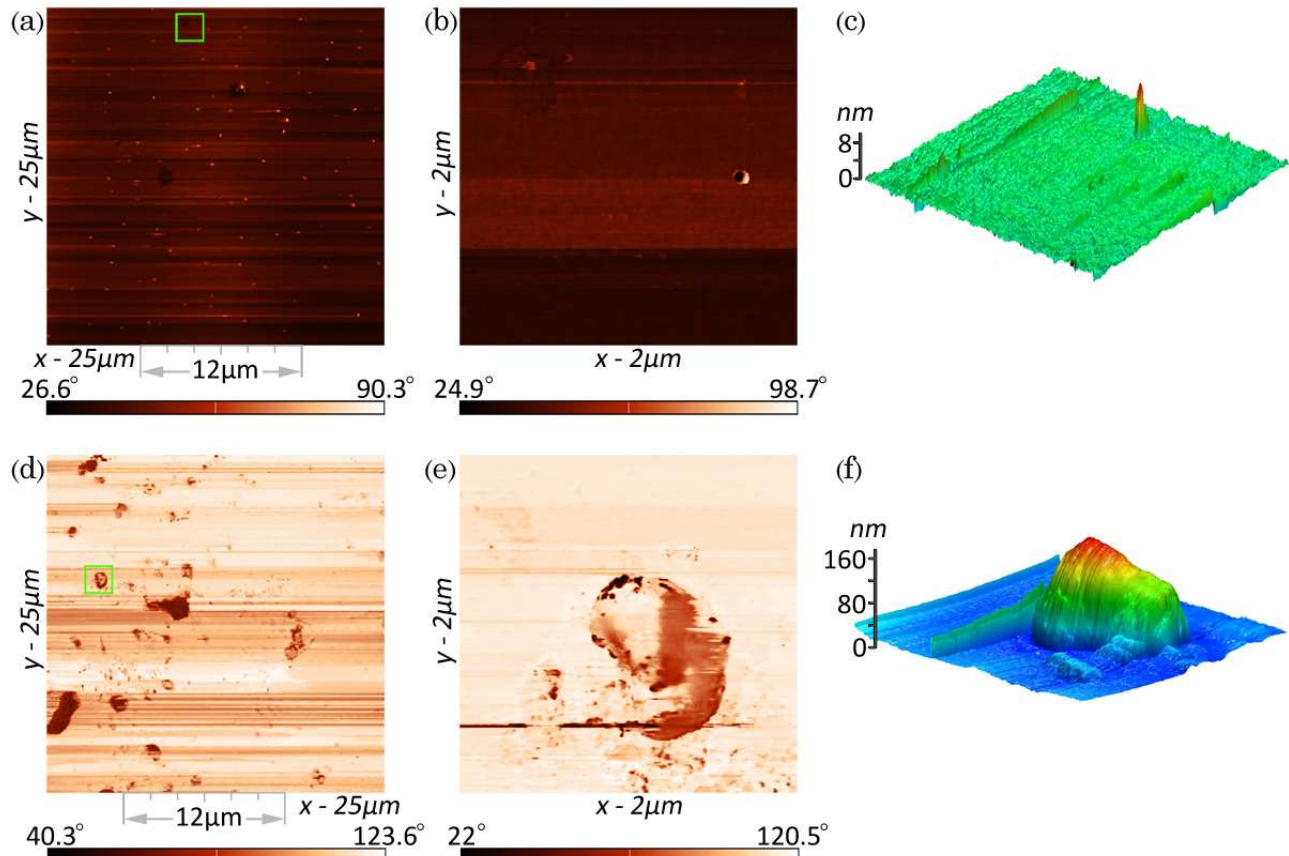 (a)
y - 25µm
x - 25µm
12µm
26.6° 90.3°
(b)
y - 2µm
x - 2µm
24.9° 98.7°
(c)
nm
8
0
(d)
y - 25µm
12µm
x - 25µm
40.3° 123.6°
(e)
y - 2µm
x - 2µm
22° 120.5°
(f)
nm
160
80
0